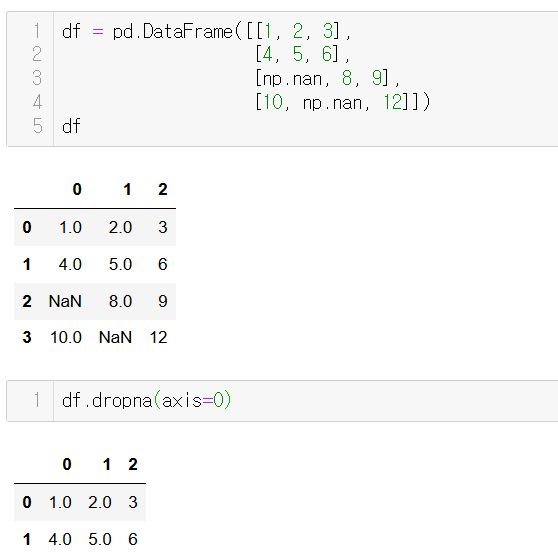 1 df = pd.DataFrame([[1, 2, 3],
2 [4, 5, 6],
3 [np.nan, 8, 9],
4 [10, np.nan, 12]])
5 df
0 1 2
0 1.0 2.0 3
1 4.0 5.0 6
2 NaN 8.0 9
3 10.0 NaN 12
1 df.dropna(axis=0)
0 1 2
0 1.0 2.0 3
1 4.0 5.0 6